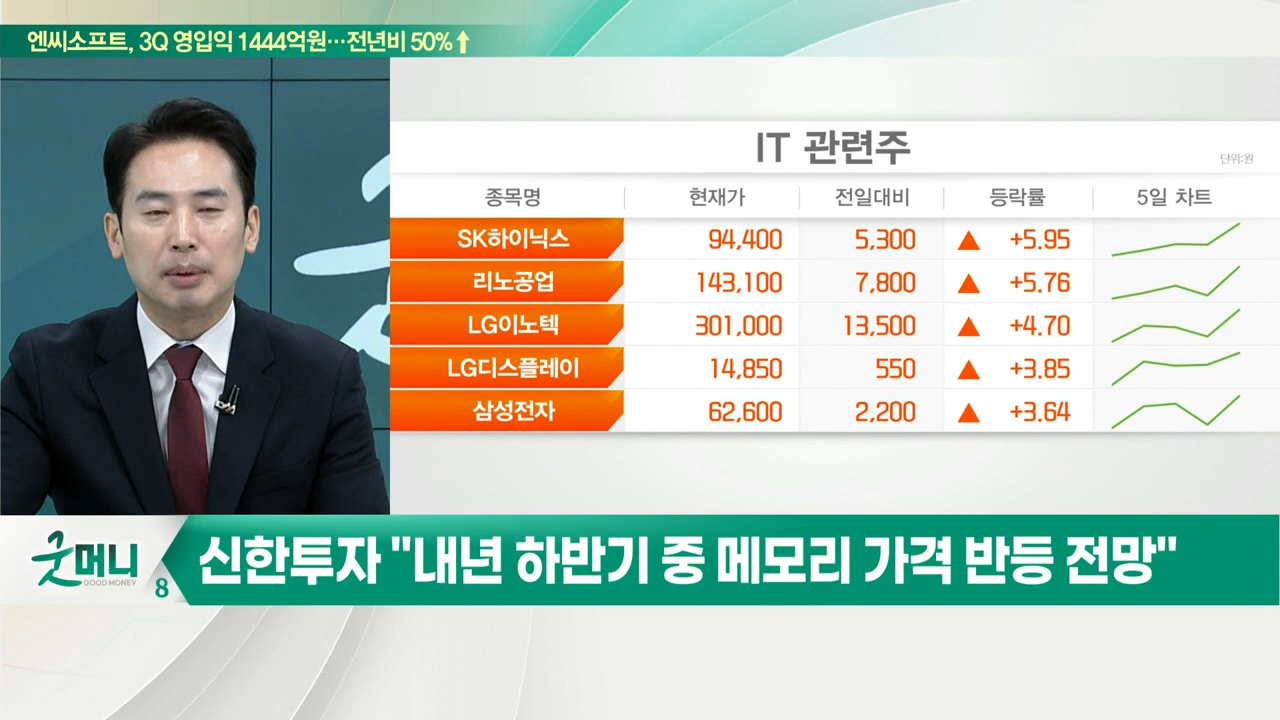 엔씨소프트, 3Q 영입익 1444억원…전년비 50%↑
IT 관련주
단위:원
종목명 현재가 전일대비 등락률 5일 차트
SK하이닉스 94,400 5,300 ▲ +5.95
리노공업 143,100 7,800 ▲ +5.76
LG이노텍 301,000 13,500 ▲ +4.70
LG디스플레이 14,850 550 ▲ +3.85
삼성전자 62,600 2,200 ▲ +3.64
굿머니
GOOD MONEY
8
신한투자 "내년 하반기 중 메모리 가격 반등 전망"